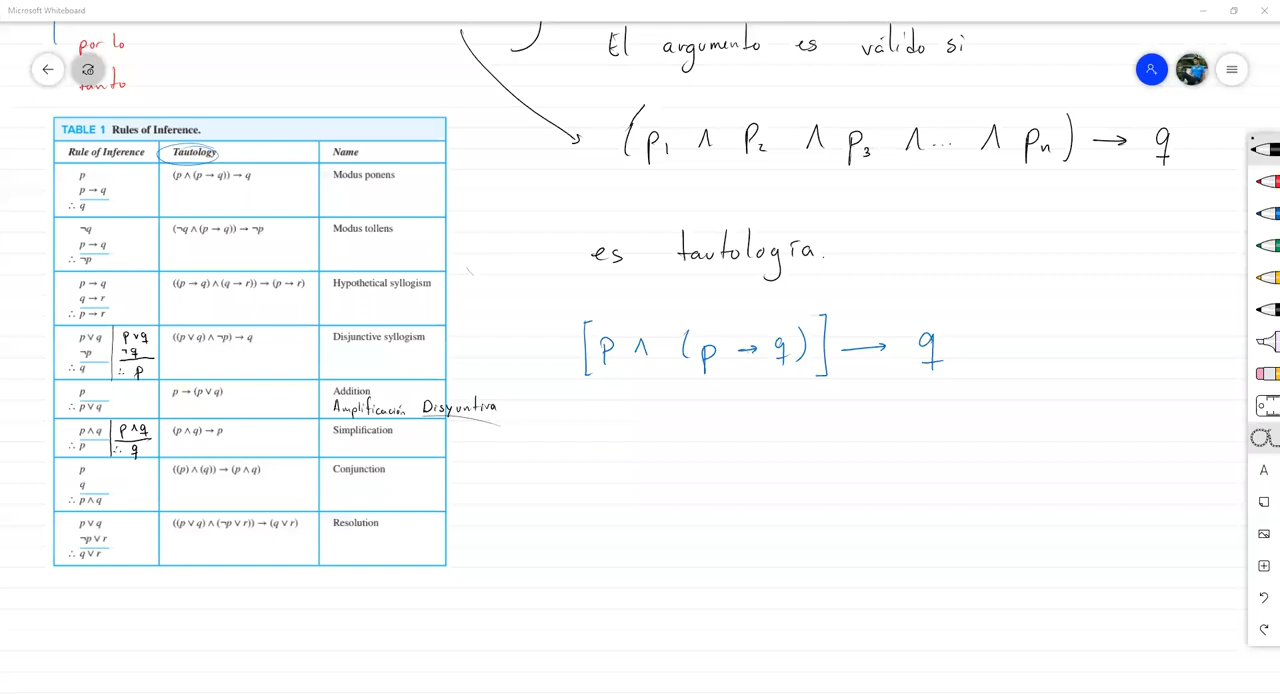 Microsoft Whiteboard
por lo
tanto
El argumento es válido si
(p₁ ∧ p₂ ∧ p₃ ∧ ... ∧ pₙ) → q
es tautología.
[p ∧ (p → q)] → q
TABLE 1 Rules of Inference.
Rule of Inference Tautology Name
p (p ∧ (p → q)) → q Modus ponens
p → q
∴ q
¬q (¬q ∧ (p → q)) → ¬p Modus tollens
p → q
∴ ¬p
p → q ((p → q) ∧ (q → r)) → (p → r) Hypothetical syllogism
q → r
∴ p → r
p ∨ q p ∨ q ((p ∨ q) ∧ ¬p) → q Disjunctive syllogism
¬p ¬q
∴ q ∴ p
p p → (p ∨ q) Addition
∴ p ∨ q Amplificación Disyuntiva
p ∧ q p ∧ q (p ∧ q) → p Simplification
∴ p ∴ q
p ((p) ∧ (q)) → (p ∧ q) Conjunction
q
∴ p ∧ q
p ∨ q ((p ∨ q) ∧ (¬p ∨ r)) → (q ∨ r) Resolution
¬p ∨ r
∴ q ∨ r
A